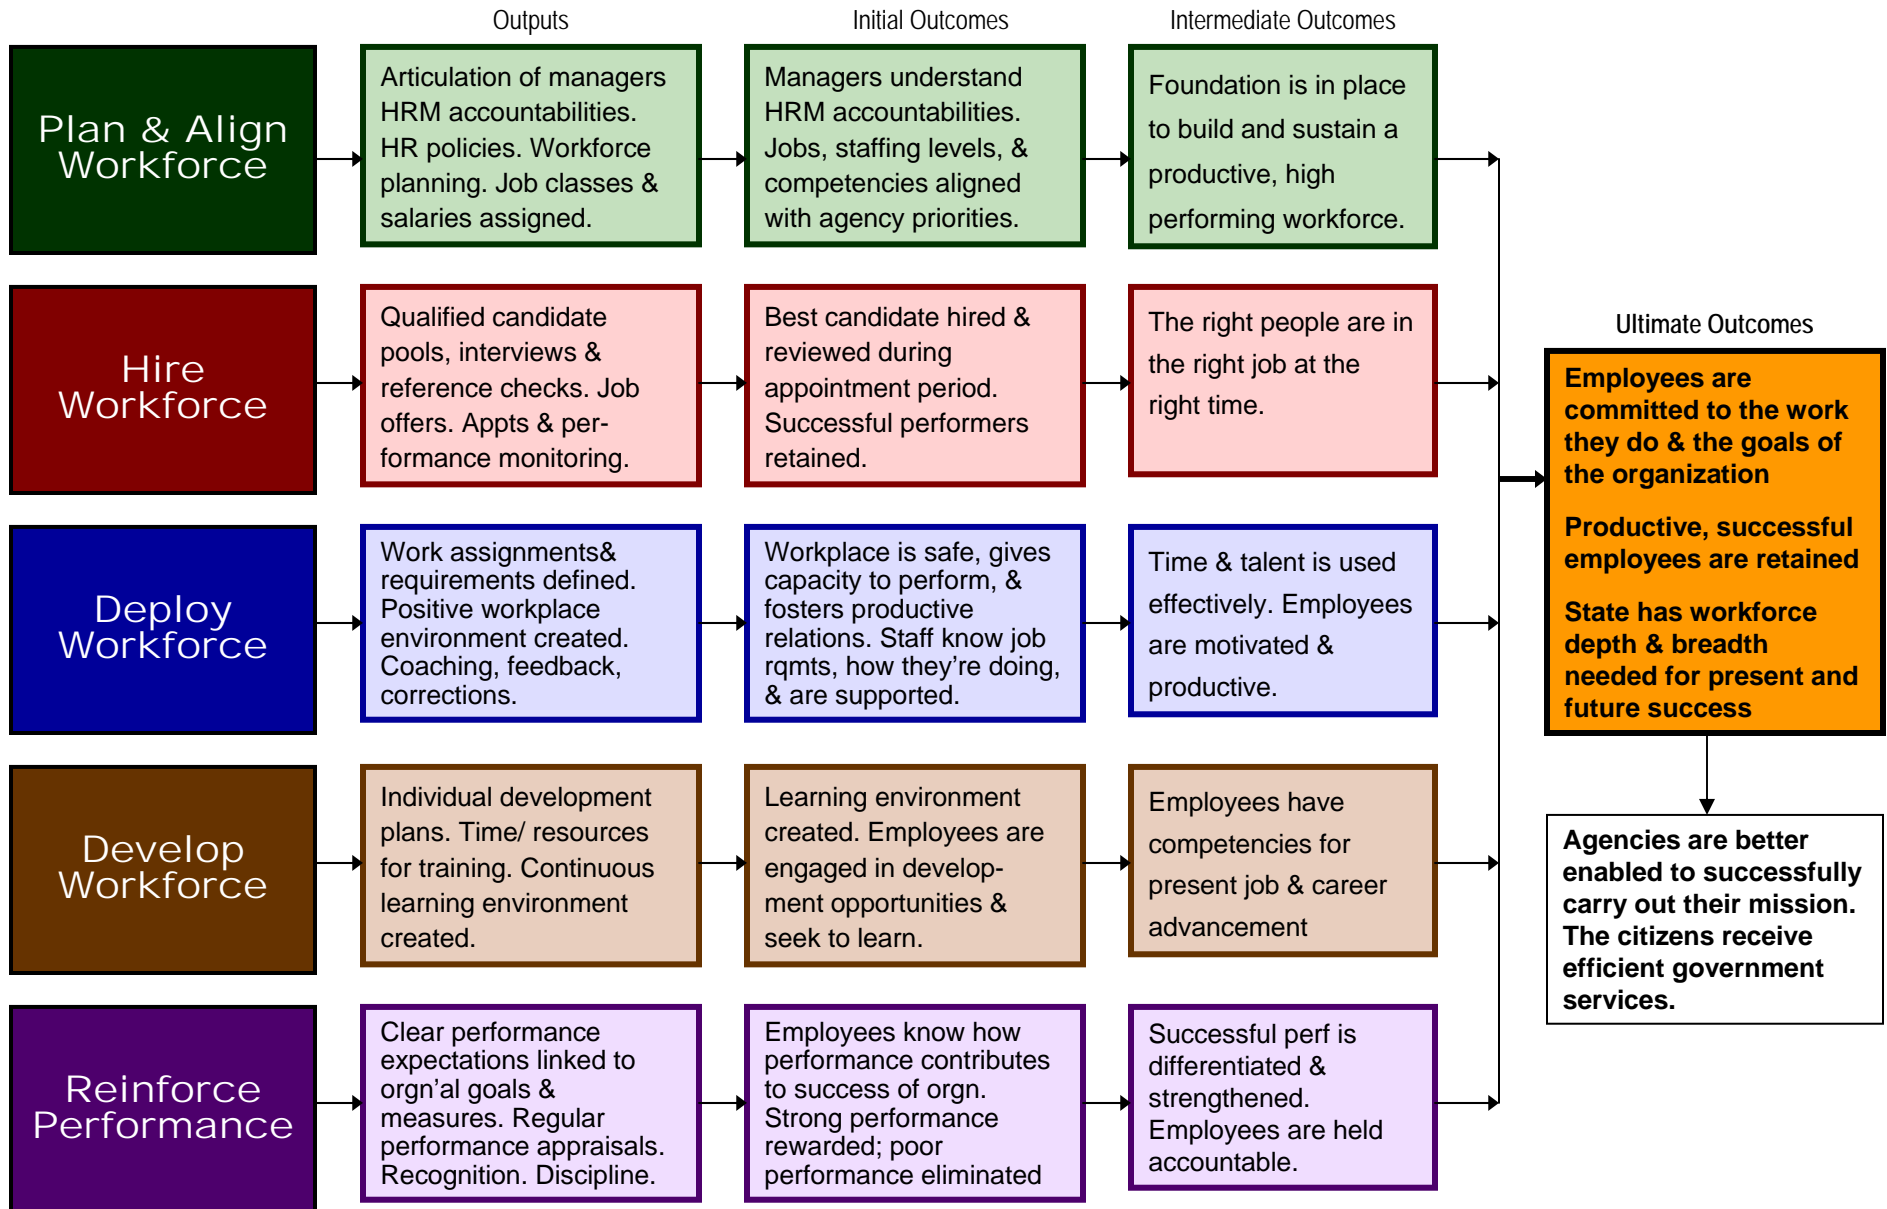 Outputs
Initial Outcomes
Intermediate Outcomes
Plan & Align
Workforce
Articulation of managers
HRM accountabilities.
HR policies. Workforce
planning. Job classes &
salaries assigned.
Managers understand
HRM accountabilities.
Jobs, staffing levels, &
competencies aligned
with agency priorities.
Foundation is in place
to build and sustain a
productive, high
performing workforce.
Hire
Workforce
Qualified candidate
pools, interviews &
reference checks. Job
offers. Appts & per-
formance monitoring.
Best candidate hired &
reviewed during
appointment period.
Successful performers
retained.
The right people are in
the right job at the
right time.
Deploy
Workforce
Work assignments&
requirements defined.
Positive workplace
environment created.
Coaching, feedback,
corrections.
Workplace is safe, gives
capacity to perform, &
fosters productive
relations. Staff know job
rqmts, how they're doing,
& are supported.
Time & talent is used
effectively. Employees
are motivated &
productive.
Develop
Workforce
Individual development
plans. Time/ resources
for training. Continuous
learning environment
created.
Learning environment
created. Employees are
engaged in develop-
ment opportunities &
seek to learn.
Employees have
competencies for
present job & career
advancement
Reinforce
Performance
Clear performance
expectations linked to
orgn'al goals &
measures. Regular
performance appraisals.
Recognition. Discipline.
Employees know how
performance contributes
to success of orgn.
Strong performance
rewarded; poor
performance eliminated
Successful perf is
differentiated &
strengthened.
Employees are held
accountable.
Ultimate Outcomes
Employees are
committed to the work
they do & the goals of
the organization
Productive, successful
employees are retained
State has workforce
depth & breadth
needed for present and
future success
Agencies are better
enabled to successfully
carry out their mission.
The citizens receive
efficient government
services.